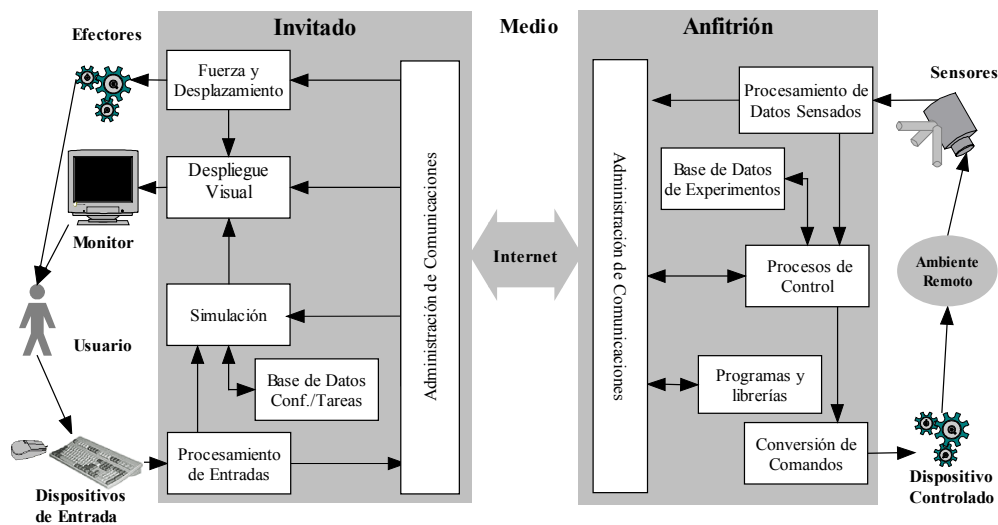 Invitado
Medio
Anfitrión
Efectores
Fuerza y
Desplazamiento
Despliegue
Visual
Monitor
Simulación
Usuario
Base de Datos
Conf./Tareas
Procesamiento
de Entradas
Dispositivos
de Entrada
Administración de Comunicaciones
Internet
Administración de Comunicaciones
Procesamiento de
Datos Sensados
Sensores
Base de Datos
de Experimentos
Procesos de
Control
Ambiente
Remoto
Programas y
librerías
Conversión de
Comandos
Dispositivo
Controlado